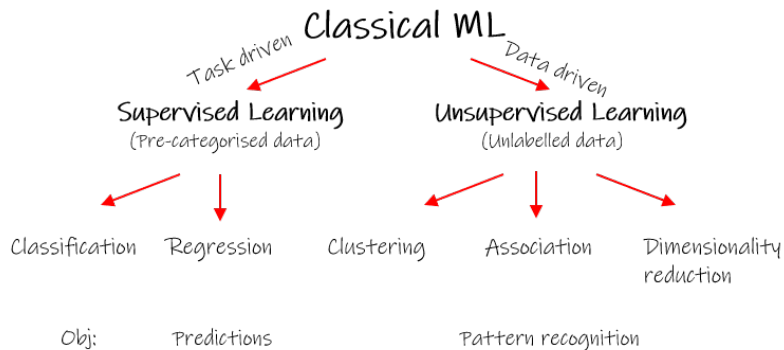 Classical ML
Task driven
Data driven
Supervised Learning
(Pre-categorised data)
Unsupervised Learning
(Unlabelled data)
Classification
Regression
Clustering
Association
Dimensionality
reduction
Obj:
Predictions
Pattern recognition